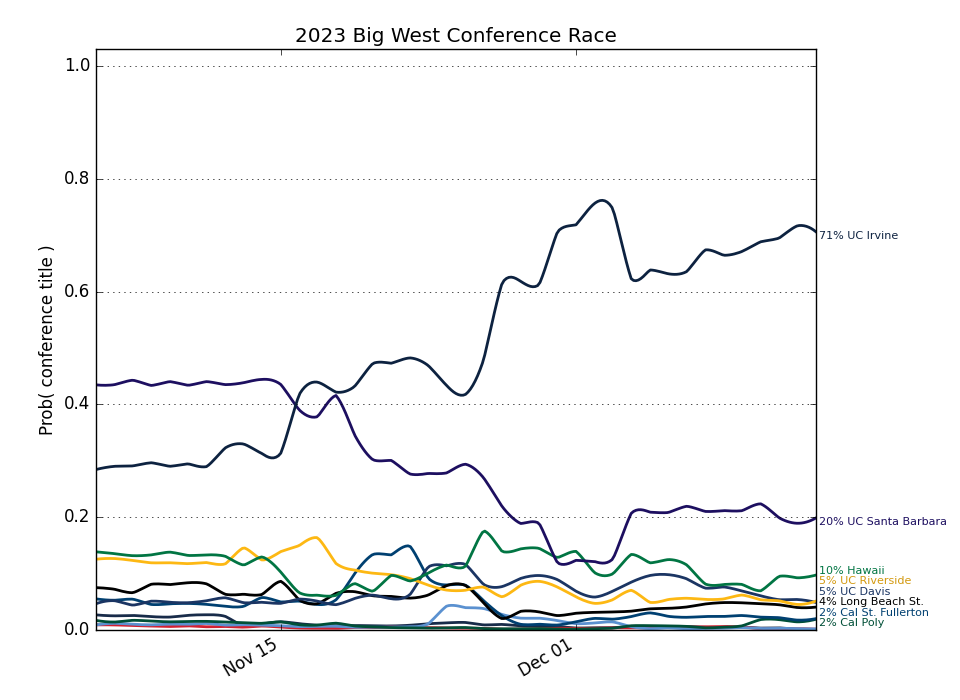 2023 Big West Conference Race
Prob( conference title )
1.0
0.8
0.6
0.4
0.2
0.0
Nov 15
Dec 01
71% UC Irvine
20% UC Santa Barbara
10% Hawaii
5% UC Riverside
5% UC Davis
4% Long Beach St.
2% Cal St. Fullerton
2% Cal Poly